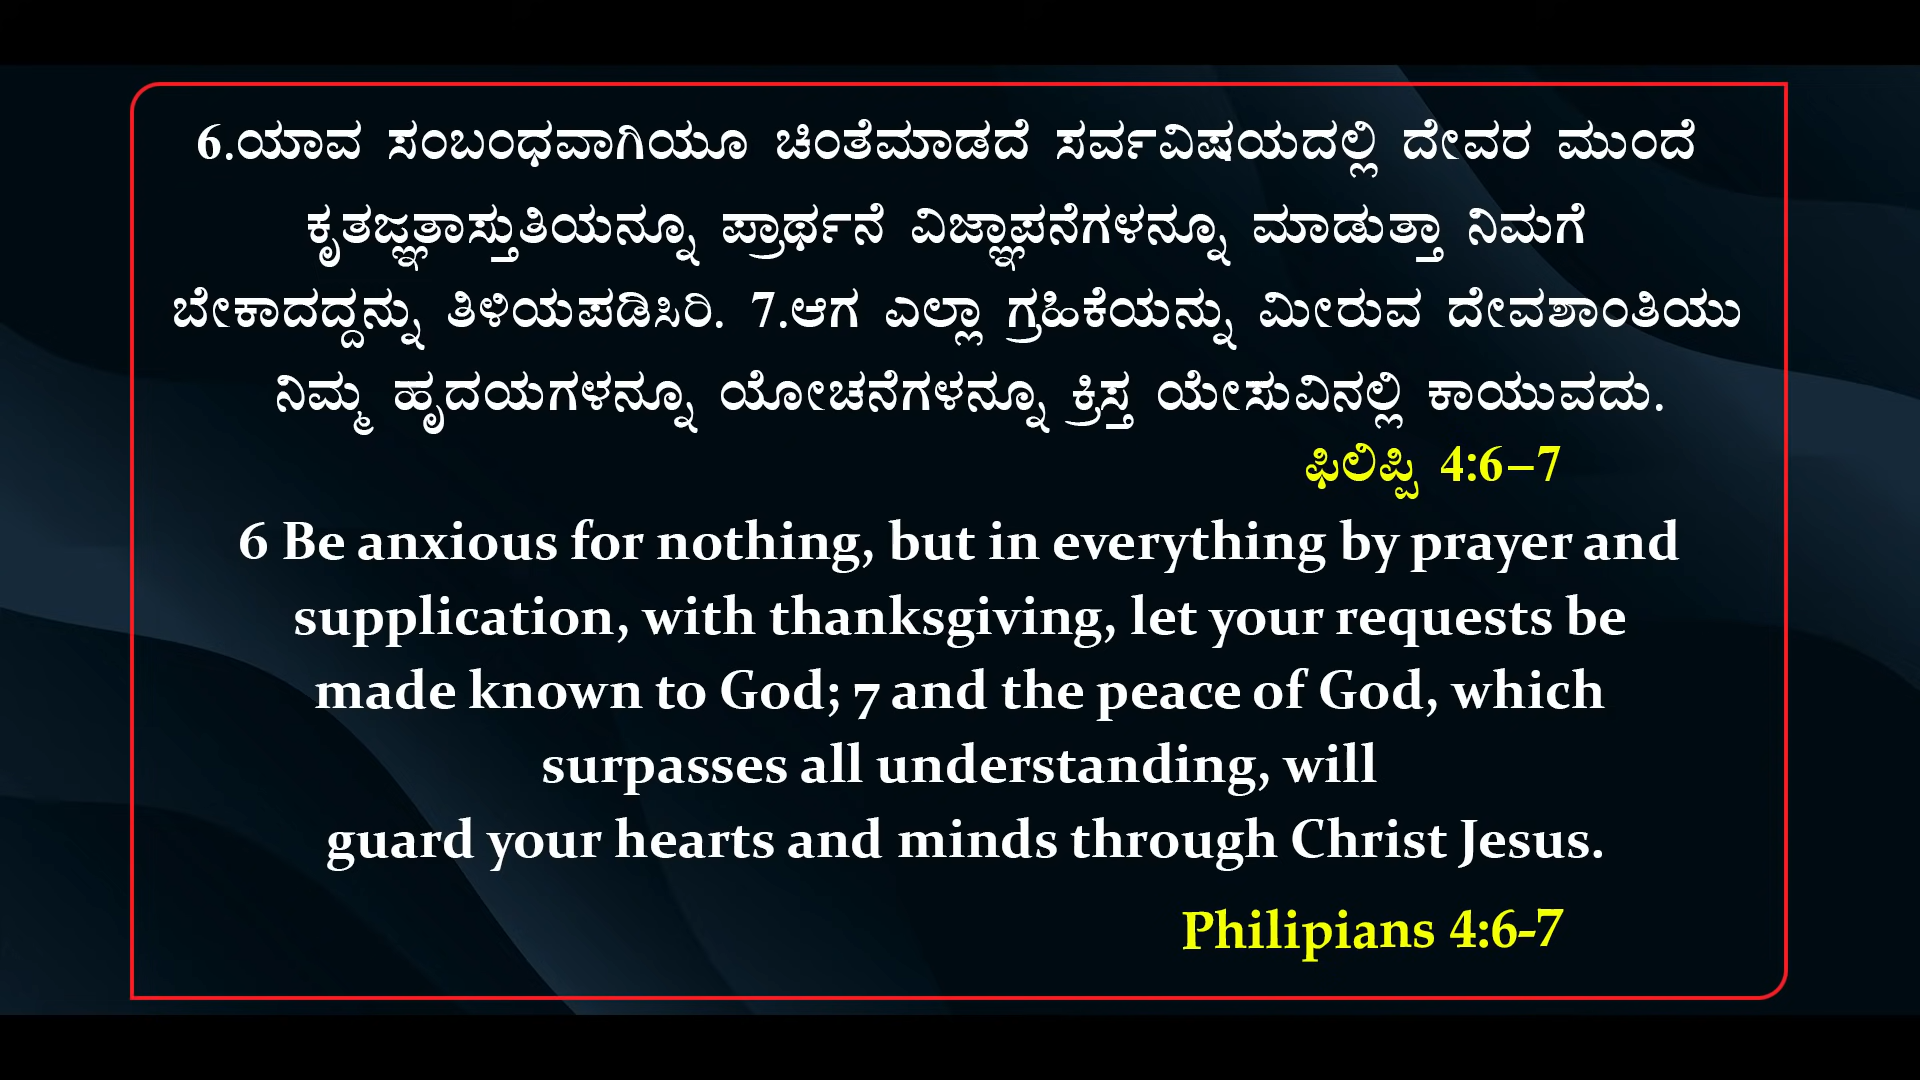 6.ಯಾವ ಸಂಬಂಧವಾಗಿಯೂ ಚಿಂತೆಮಾಡದೆ ಸರ್ವವಿಷಯದಲ್ಲಿ ದೇವರ ಮುಂದೆ
ಕೃತಜ್ಞತಾಸ್ತುತಿಯನ್ನೂ ಪ್ರಾರ್ಥನೆ ವಿಜ್ಞಾಪನೆಗಳನ್ನೂ ಮಾಡುತ್ತಾ ನಿಮಗೆ
ಬೇಕಾದದ್ದನ್ನು ತಿಳಿಯಪಡಿಸಿರಿ. 7.ಆಗ ಎಲ್ಲಾ ಗ್ರಹಿಕೆಯನ್ನು ಮೀರುವ ದೇವಶಾಂತಿಯು
ನಿಮ್ಮ ಹೃದಯಗಳನ್ನೂ ಯೋಚನೆಗಳನ್ನೂ ಕ್ರಿಸ್ತ ಯೇಸುವಿನಲ್ಲಿ ಕಾಯುವದು.
ಫಿಲಿಪ್ಪಿ 4:6–7
6 Be anxious for nothing, but in everything by prayer and
supplication, with thanksgiving, let your requests be
made known to God; 7 and the peace of God, which
surpasses all understanding, will
guard your hearts and minds through Christ Jesus.
Philipians 4:6-7